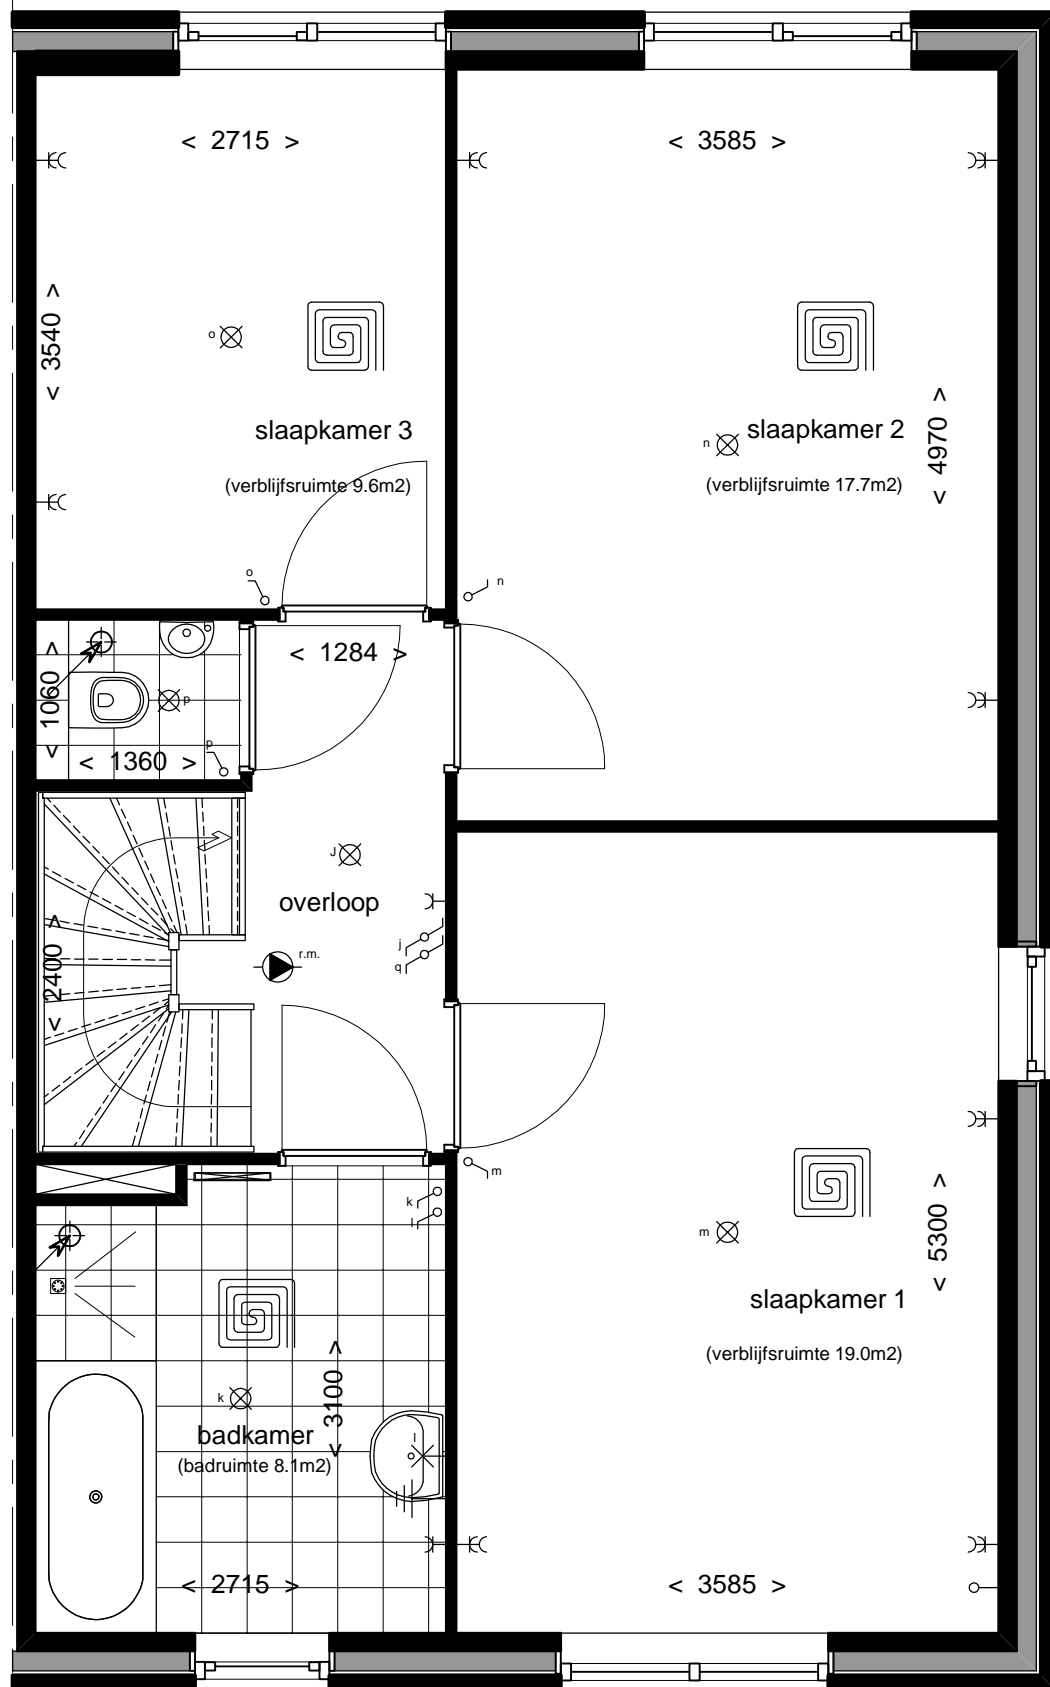 < 2715 >
< 3585 >
< 3540 >
o
slaapkamer 3
(verblijfsruimte 9.6m2)
n
slaapkamer 2
(verblijfsruimte 17.7m2)
< 4970 >
o
n
< 1284 >
< 1060 >
p
p
< 1360 >
J
overloop
j
q
r.m.
< 2400 >
m
k
l
m
slaapkamer 1
(verblijfsruimte 19.0m2)
< 5300 >
k
badkamer
(badruimte 8.1m2)
< 3100 >
l
< 2715 >
< 3585 >